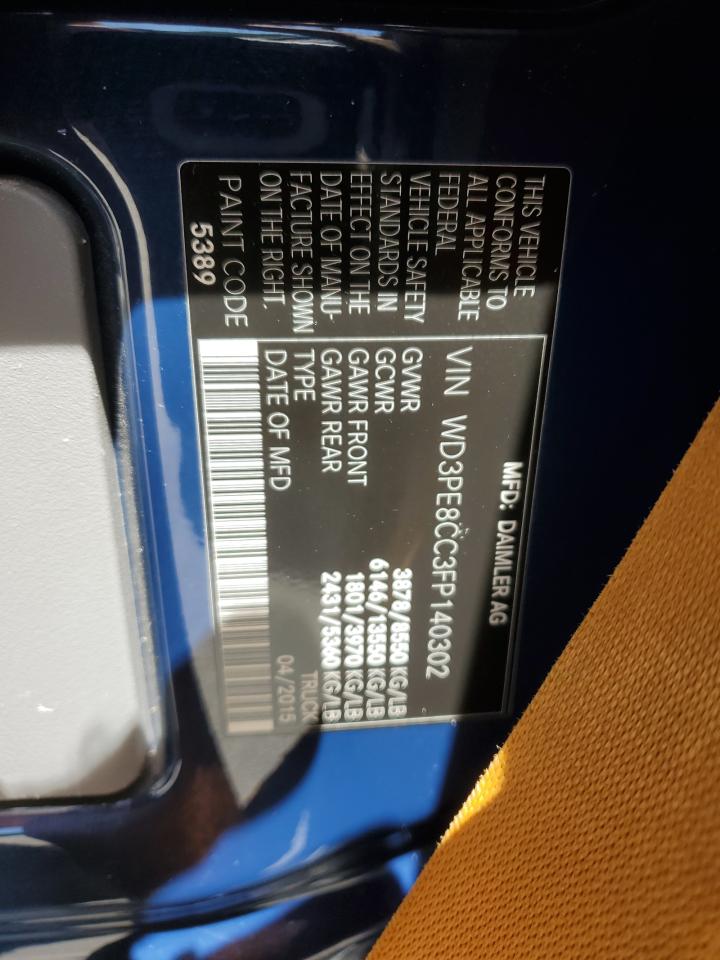 MFD: DAIMLER AG
THIS VEHICLE
CONFORMS TO
ALL APPLICABLE
FEDERAL
VEHICLE SAFETY
STANDARDS IN
EFFECT ON THE
DATE OF MANU-
FACTURE SHOWN
ON THE RIGHT,
PAINT CODE
5389
VIN WD3PE8CC3FP140302
GVWR 3878/8550 KG/LB
GCWR 6146/13550 KG/LB
GAWR FRONT 1801/3970 KG/LB
GAWR REAR 2431/5360 KG/LB
TYPE TRUCK
DATE OF MFD 04/2015